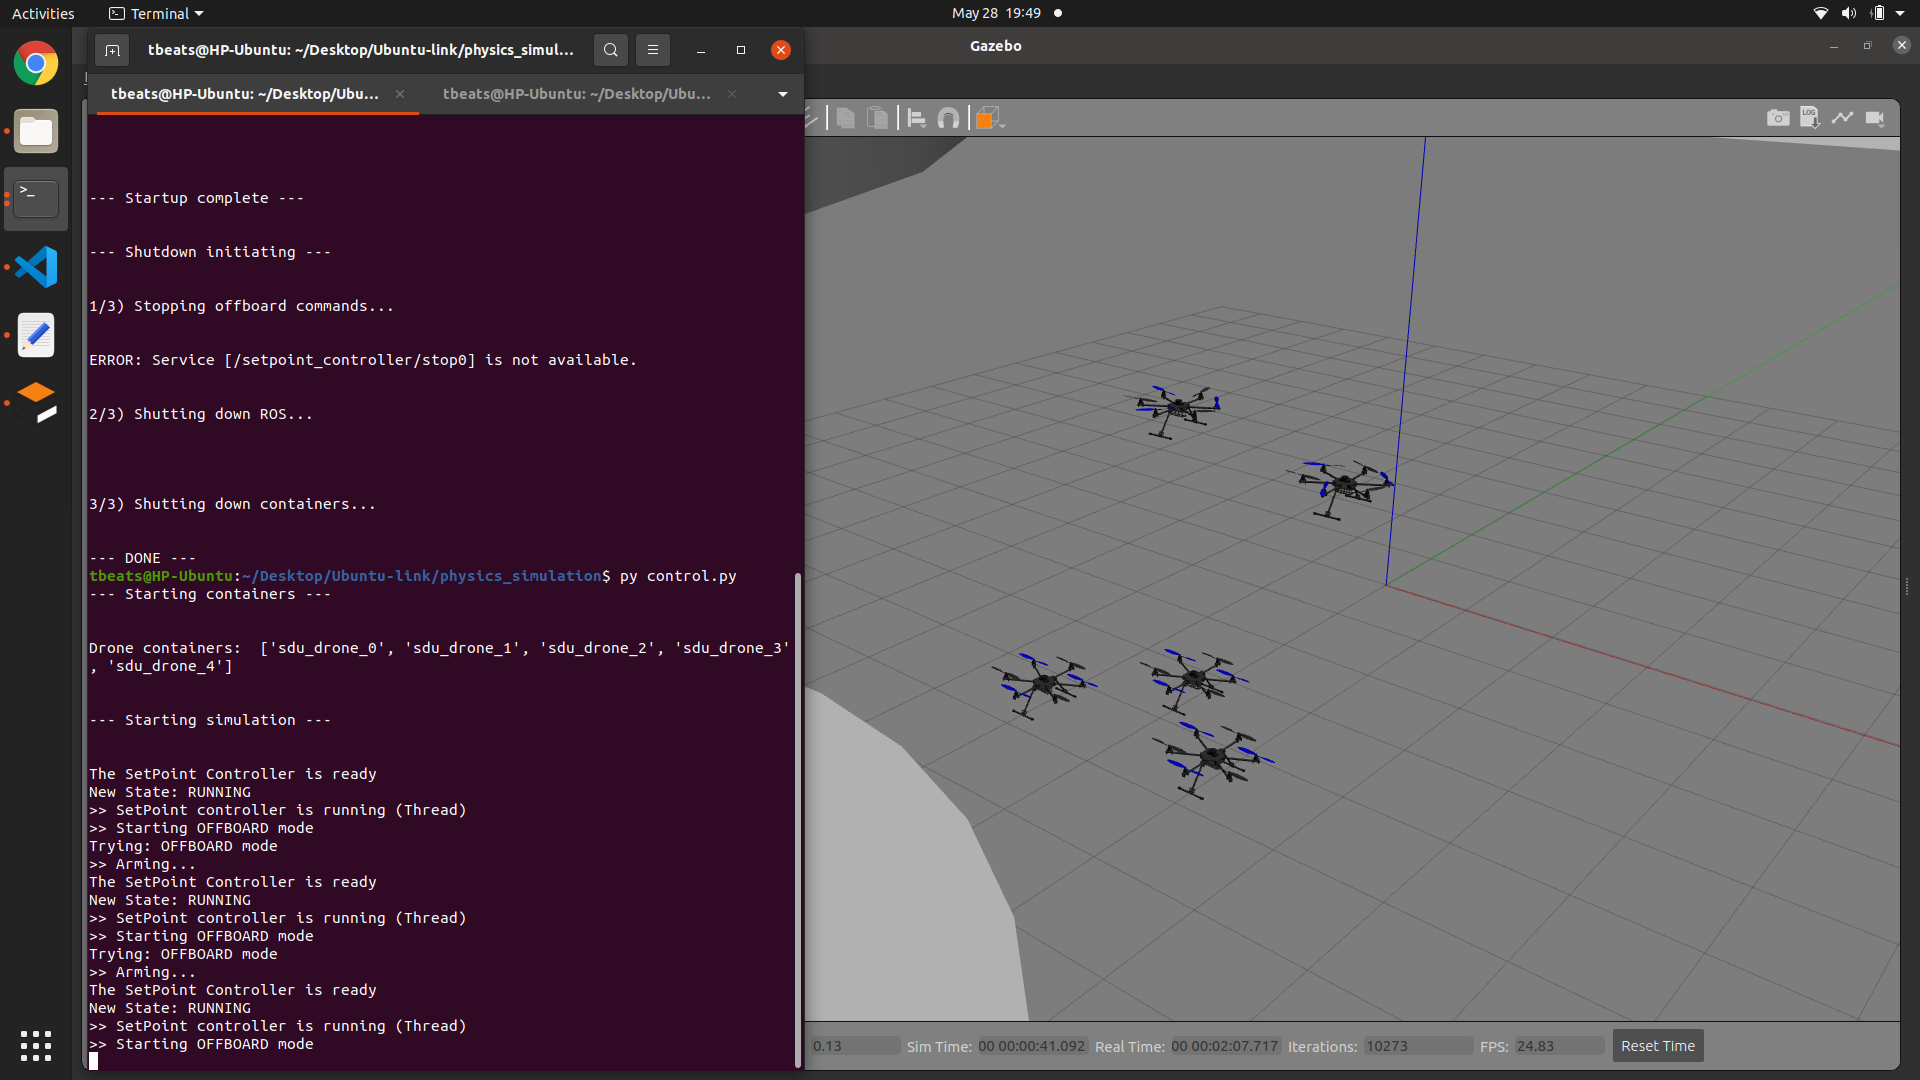 Activities
Terminal
May 28 19:49
tbeats@HP-Ubuntu: ~/Desktop/Ubuntu-link/physics_simul...
Gazebo
tbeats@HP-Ubuntu: ~/Desktop/Ubu...
tbeats@HP-Ubuntu: ~/Desktop/Ubu...
LOG
--- Startup complete ---
--- Shutdown initiating ---
1/3) Stopping offboard commands...
ERROR: Service [/setpoint_controller/stop0] is not available.
2/3) Shutting down ROS...
3/3) Shutting down containers...
--- DONE ---
tbeats@HP-Ubuntu:~/Desktop/Ubuntu-link/physics_simulation$ py control.py
--- Starting containers ---
Drone containers:  ['sdu_drone_0', 'sdu_drone_1', 'sdu_drone_2', 'sdu_drone_3'
, 'sdu_drone_4']
--- Starting simulation ---
The SetPoint Controller is ready
New State: RUNNING
>> SetPoint controller is running (Thread)
>> Starting OFFBOARD mode
Trying: OFFBOARD mode
>> Arming...
The SetPoint Controller is ready
New State: RUNNING
>> SetPoint controller is running (Thread)
>> Starting OFFBOARD mode
Trying: OFFBOARD mode
>> Arming...
The SetPoint Controller is ready
New State: RUNNING
>> SetPoint controller is running (Thread)
>> Starting OFFBOARD mode
0.13 Sim Time: 00 00:00:41.092 Real Time: 00 00:02:07.717 Iterations: 10273 FPS: 24.83 Reset Time